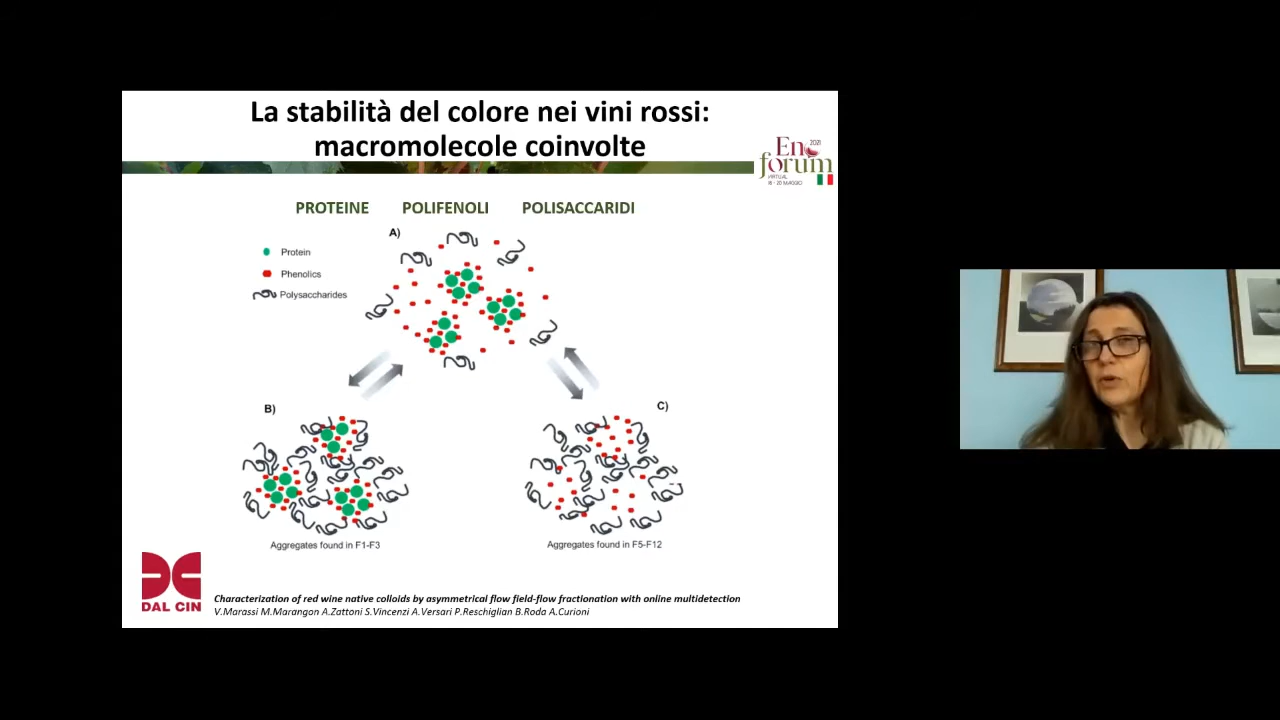 La stabilità del colore nei vini rossi:
macromolecole coinvolte
2021
En
forum
VIRTUAL
18 - 20 MAGGIO
PROTEINE POLIFENOLI POLISACCARIDI
A)
Protein
Phenolics
Polysaccharides
B)
C)
Aggregates found in F1-F3
Aggregates found in F5-F12
DAL CIN
Characterization of red wine native colloids by asymmetrical flow field-flow fractionation with online multidetection
V.Marassi M.Marangon A.Zattoni S.Vincenzi A.Versari P.Reschiglian B.Roda A.Curioni